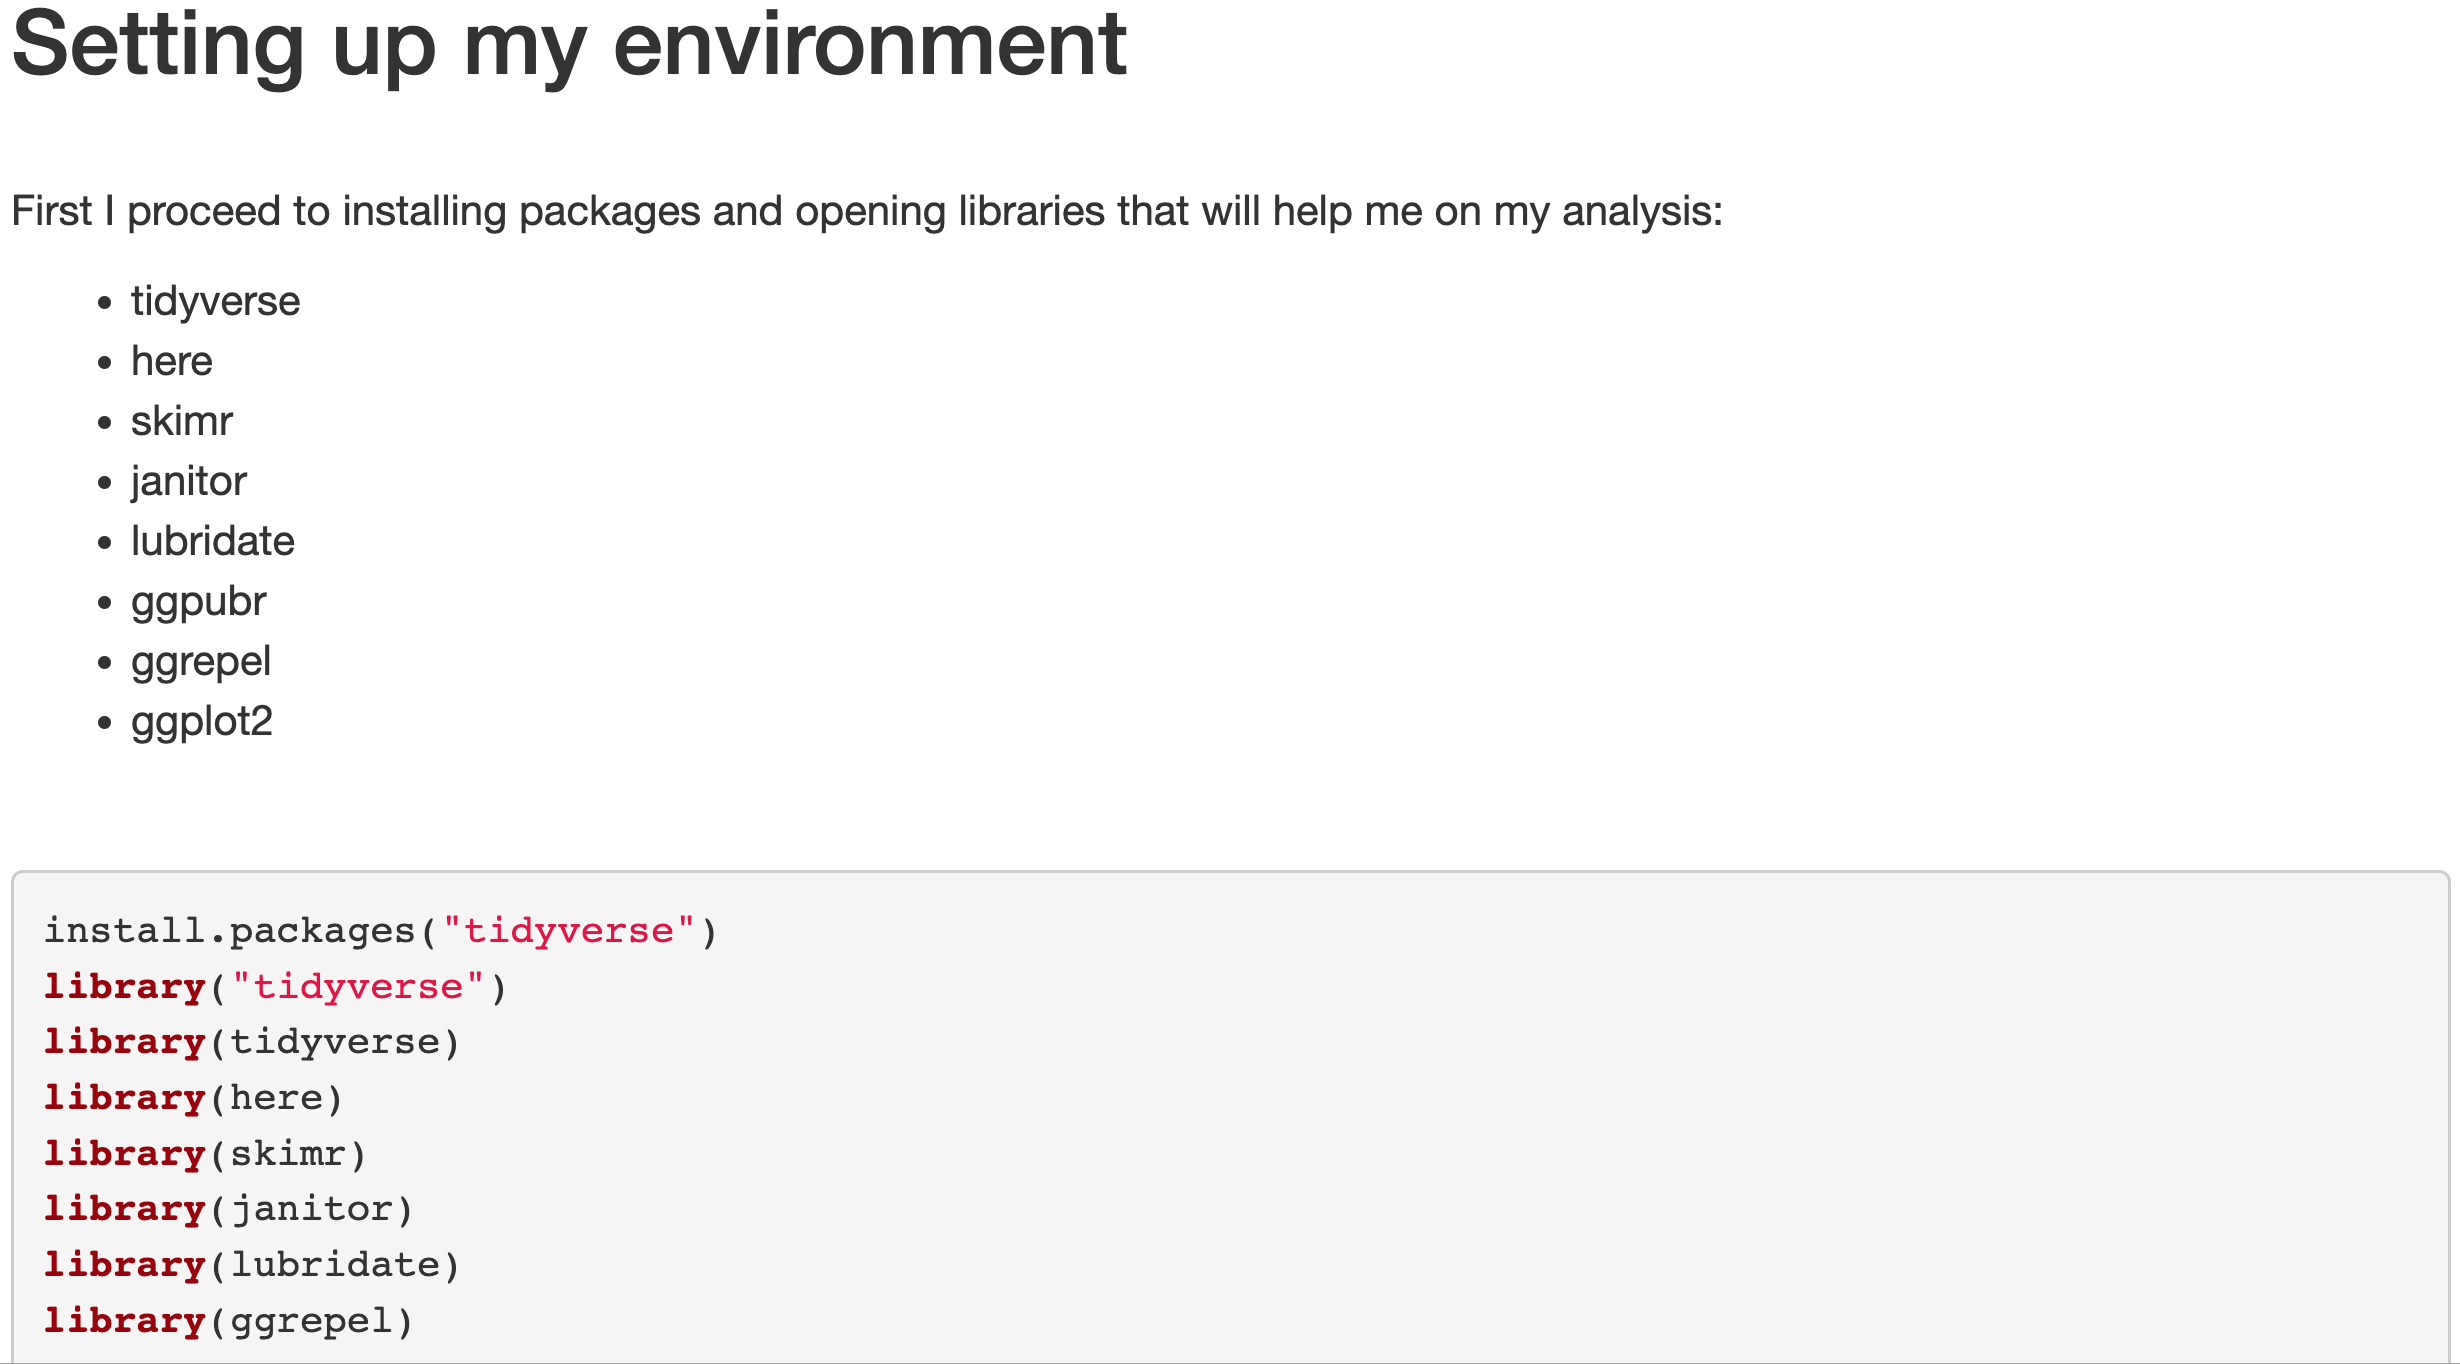 Setting up my environment
First I proceed to installing packages and opening libraries that will help me on my analysis:
• tidyverse
• here
• skimr
• janitor
• lubridate
• ggpubr
• ggrepel
• ggplot2
install.packages("tidyverse")
library("tidyverse")
library(tidyverse)
library(here)
library(skimr)
library(janitor)
library(lubridate)
library(ggrepel)